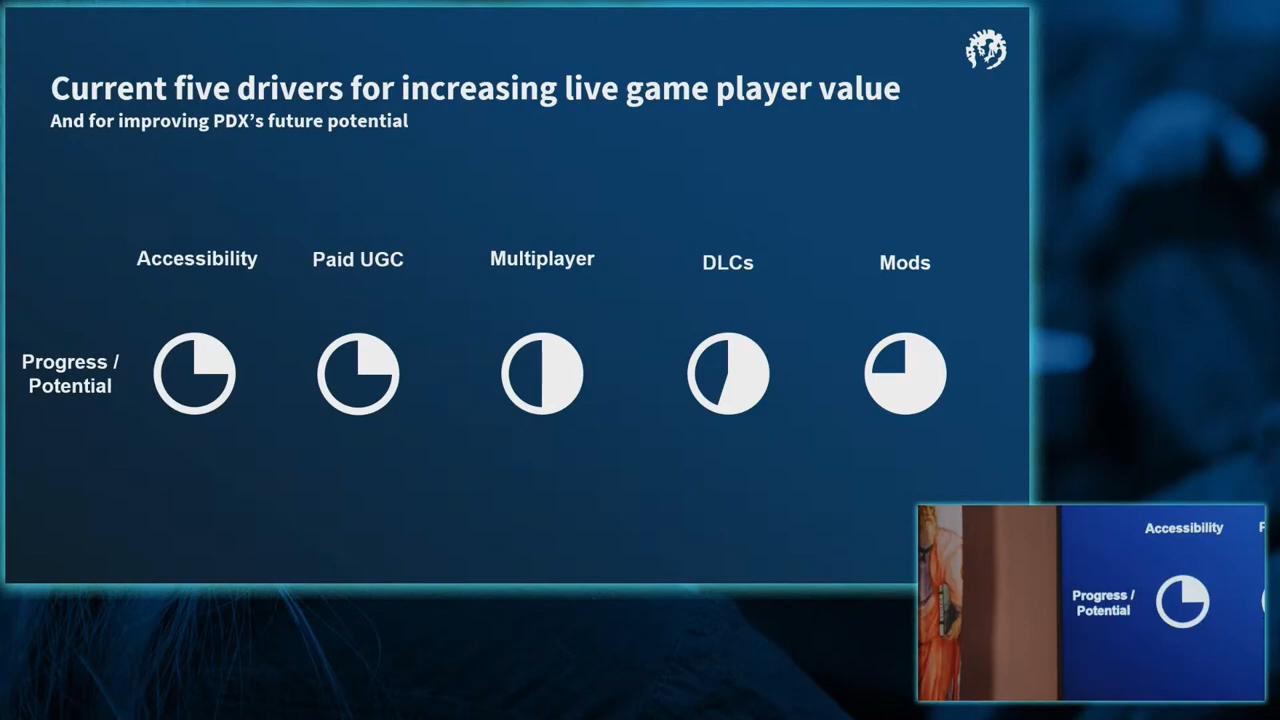 Current five drivers for increasing live game player value
And for improving PDX's future potential
Accessibility
Paid UGC
Multiplayer
DLCs
Mods
Progress /
Potential
Accessibility
Progress /
Potential